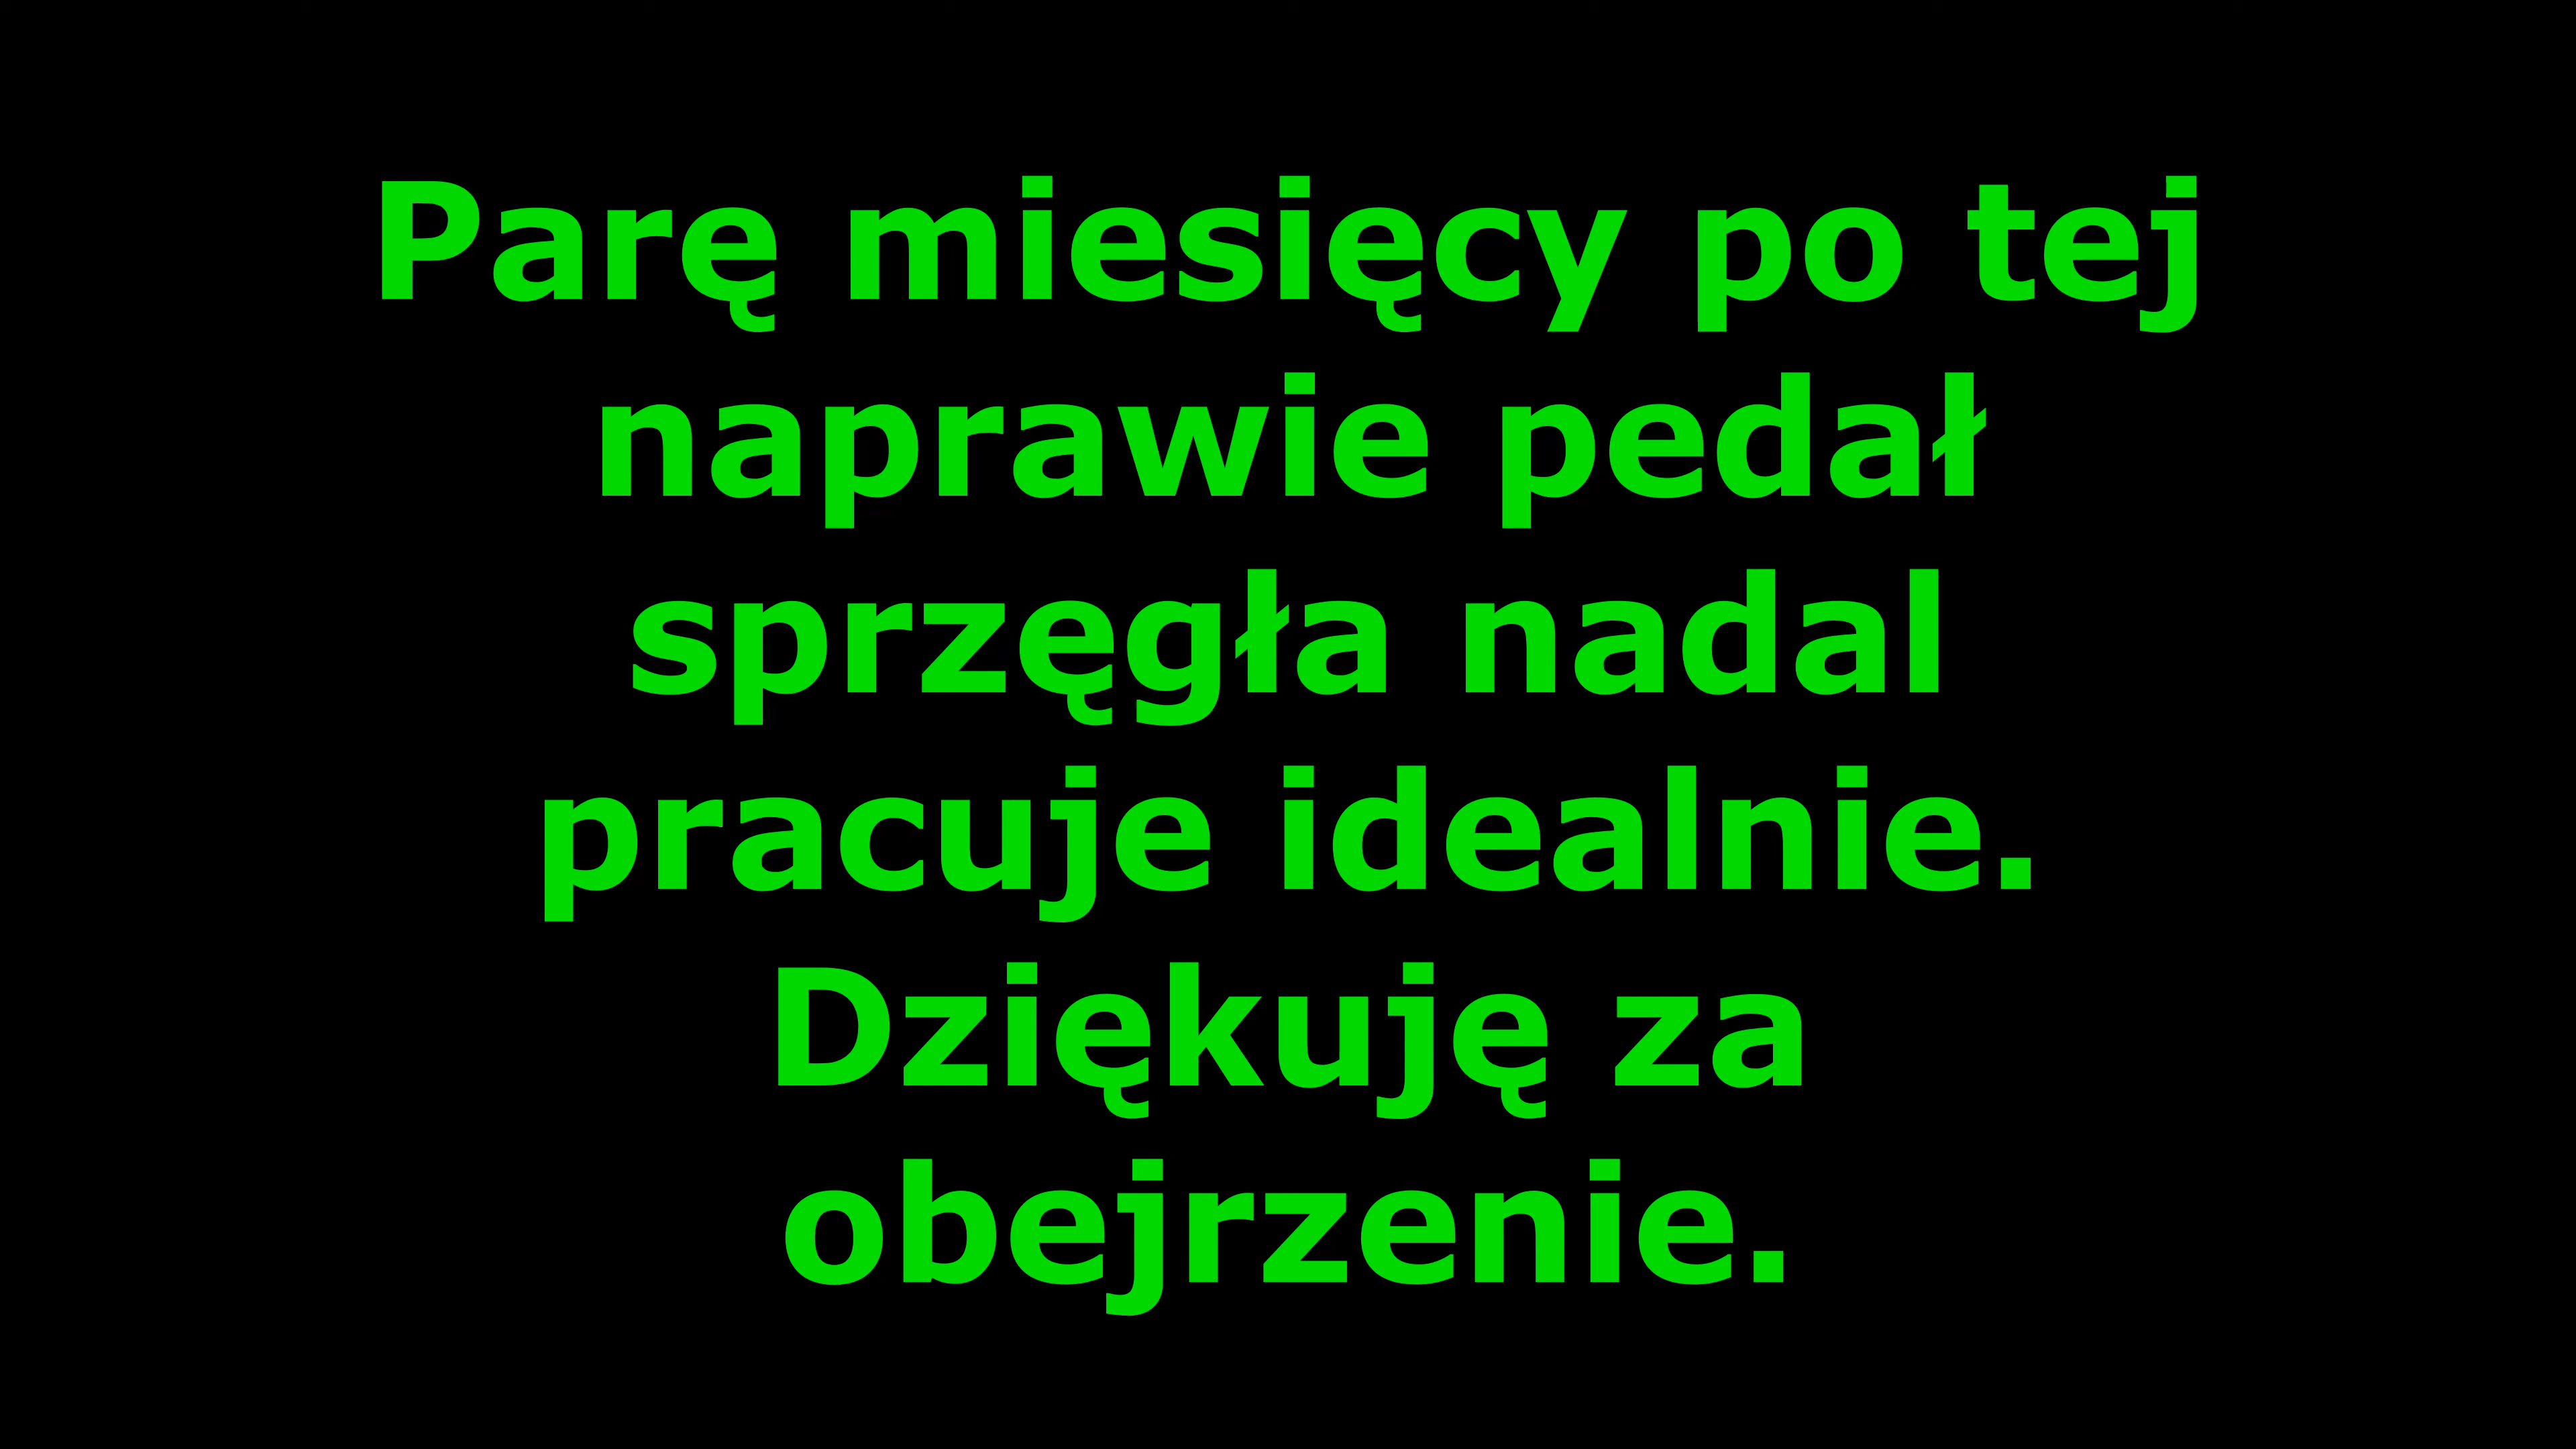 Parę miesięcy po tej
naprawie pedał
sprzęgła nadal
pracuje idealnie.
Dziękuję za
obejrzenie.